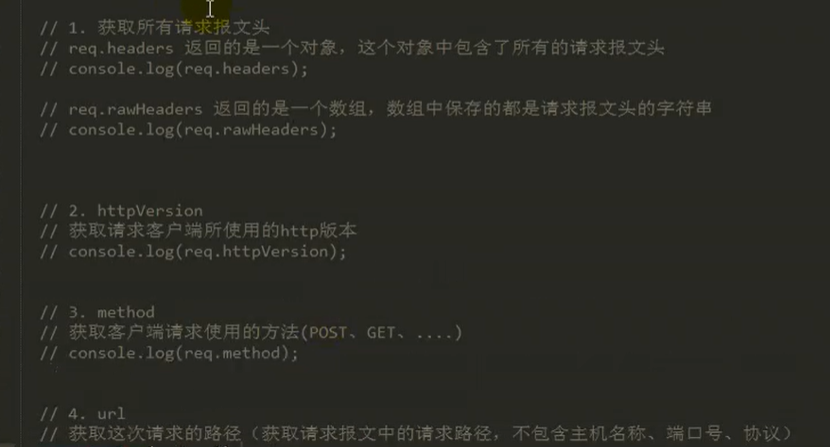 // 1. 获取所有请求报文头
// req.headers 返回的是一个对象，这个对象中包含了所有的请求报文头
// console.log(req.headers);
// req.rawHeaders 返回的是一个数组，数组中保存的都是请求报文头的字符串
// console.log(req.rawHeaders);
// 2. httpVersion
// 获取请求客户端所使用的http版本
// console.log(req.httpVersion);
// 3. method
// 获取客户端请求使用的方法(POST、GET、....)
// console.log(req.method);
// 4. url
// 获取这次请求的路径（获取请求报文中的请求路径，不包含主机名称、端口号、协议）